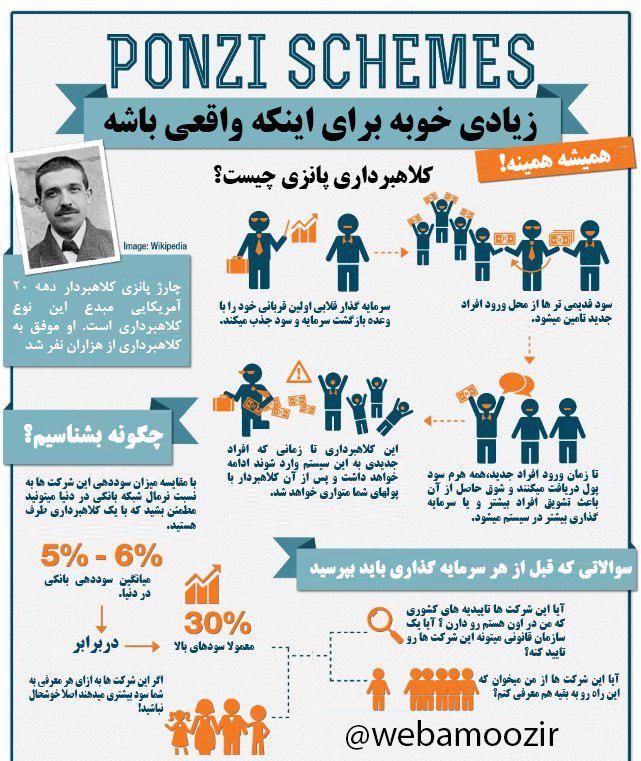 PONZI SCHEMES
زیادی خوبه برای اینکه واقعی باشه
همیشه همینه!
کلاهبرداری پانزی چیست؟
Image: Wikipedia
چارژ پانزی کلاهبردار دهه ۲۰
آمریکایی مبدع این نوع
کلاهبرداری است. او موفق به
کلاهبرداری از هزاران نفر شد
سرمایه گذار قلابی اولین قربانی خود را با
وعده بازگشت سرمایه و سود جذب میکند.
سود قدیمی تر ها از محل ورود افراد
جدید تامین میشود.
تا زمان ورود افراد جدید،همه هرم سود
پول دریافت میکنند و شوق حاصل از آن
باعث تشویق افراد بیشتر و یا سرمایه
گذاری بیشتر در سیستم میشود.
این کلاهبرداری تا زمانی که افراد
جدیدی به این سیستم وارد شوند ادامه
خواهد داشت و پس از آن کلاهبردار با
پولهای شما متواری خواهد شد.
چگونه بشناسیم؟
با مقایسه میزان سوددهی این شرکت ها به
نسبت نرمال شبکه بانکی در دنیا میتونید
مطمئن بشید که با یک کلاهبرداری طرف
هستید.
5% - 6%
میانگین سوددهی بانکی
در دنیا.
دربرابر
30%
معمولا سودهای بالا
اگر این شرکت ها به ازای هر معرفی به
شما سود بیشتری میدهند اصلا خوشحال
نباشید!
سوالاتی که قبل از هر سرمایه گذاری باید بپرسید
آیا این شرکت ها تاییدیه های کشوری
که من در اون هستم رو دارن ؟ آیا یک
سازمان قانونی میتونه این شرکت ها رو
تایید کنه؟
آیا این شرکت ها از من میخوان که
این راه رو به بقیه هم معرفی کنم؟
@webamoozir